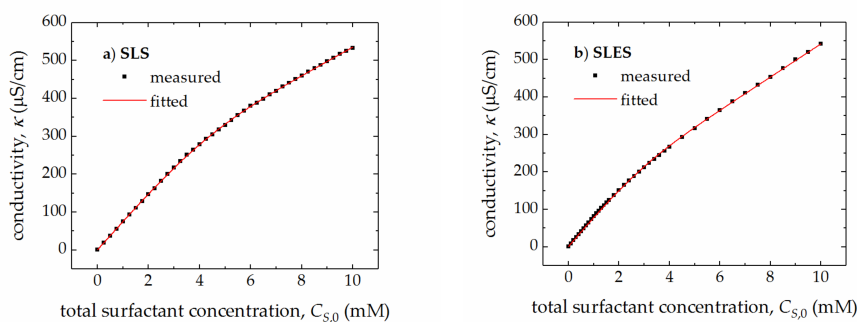 a) SLS
measured
fitted
600
500
400
300
200
100
0
conductivity, κ (μS/cm)
0 2 4 6 8 10
total surfactant concentration, C_{S,0} (mM)
b) SLES
measured
fitted
600
500
400
300
200
100
0
conductivity, κ (μS/cm)
0 2 4 6 8 10
total surfactant concentration, C_{S,0} (mM)